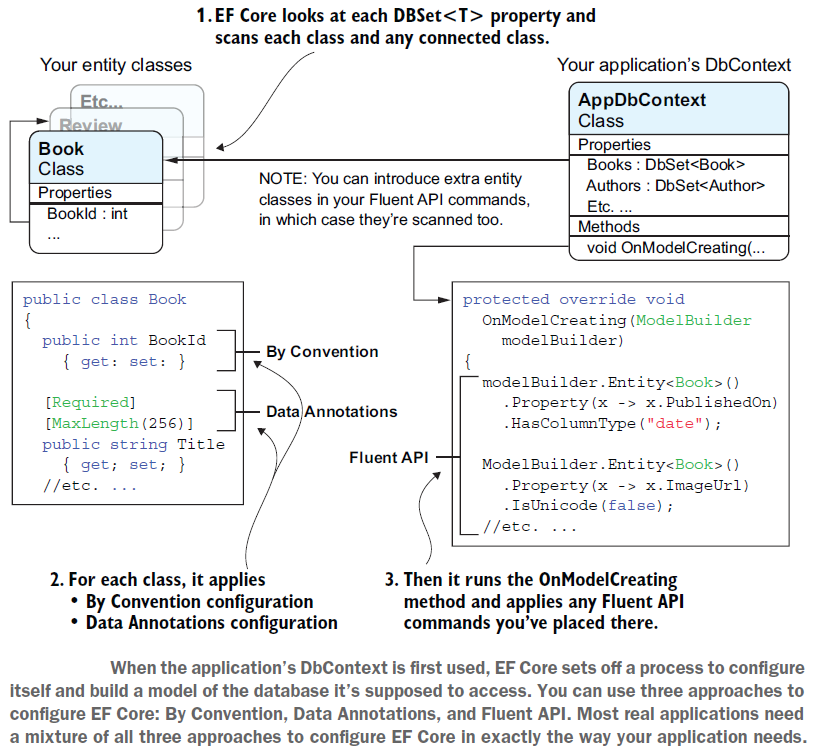 1. EF Core looks at each DBSet<T> property and
scans each class and any connected class.
Your entity classes
Your application's DbContext
Etc...
Review
Book
Class
Properties
BookId : int
...
AppDbContext
Class
Properties
Books : DbSet<Book>
Authors : DbSet<Author>
Etc. ...
Methods
void OnModelCreating(...
NOTE: You can introduce extra entity
classes in your Fluent API commands,
in which case they're scanned too.
public class Book
{
public int BookId
{ get: set: }
[Required]
[MaxLength(256)]
public string Title
{ get; set; }
//etc. ...
By Convention
Data Annotations
Fluent API
protected override void
OnModelCreating(ModelBuilder
modelBuilder)
{
modelBuilder.Entity<Book>()
.Property(x -> x.PublishedOn)
.HasColumnType("date");
ModelBuilder.Entity<Book>()
.Property(x -> x.ImageUrl)
.IsUnicode(false);
//etc. ...
2. For each class, it applies
• By Convention configuration
• Data Annotations configuration
3. Then it runs the OnModelCreating
method and applies any Fluent API
commands you've placed there.
When the application's DbContext is first used, EF Core sets off a process to configure
itself and build a model of the database it's supposed to access. You can use three approaches to
configure EF Core: By Convention, Data Annotations, and Fluent API. Most real applications need
a mixture of all three approaches to configure EF Core in exactly the way your application needs.